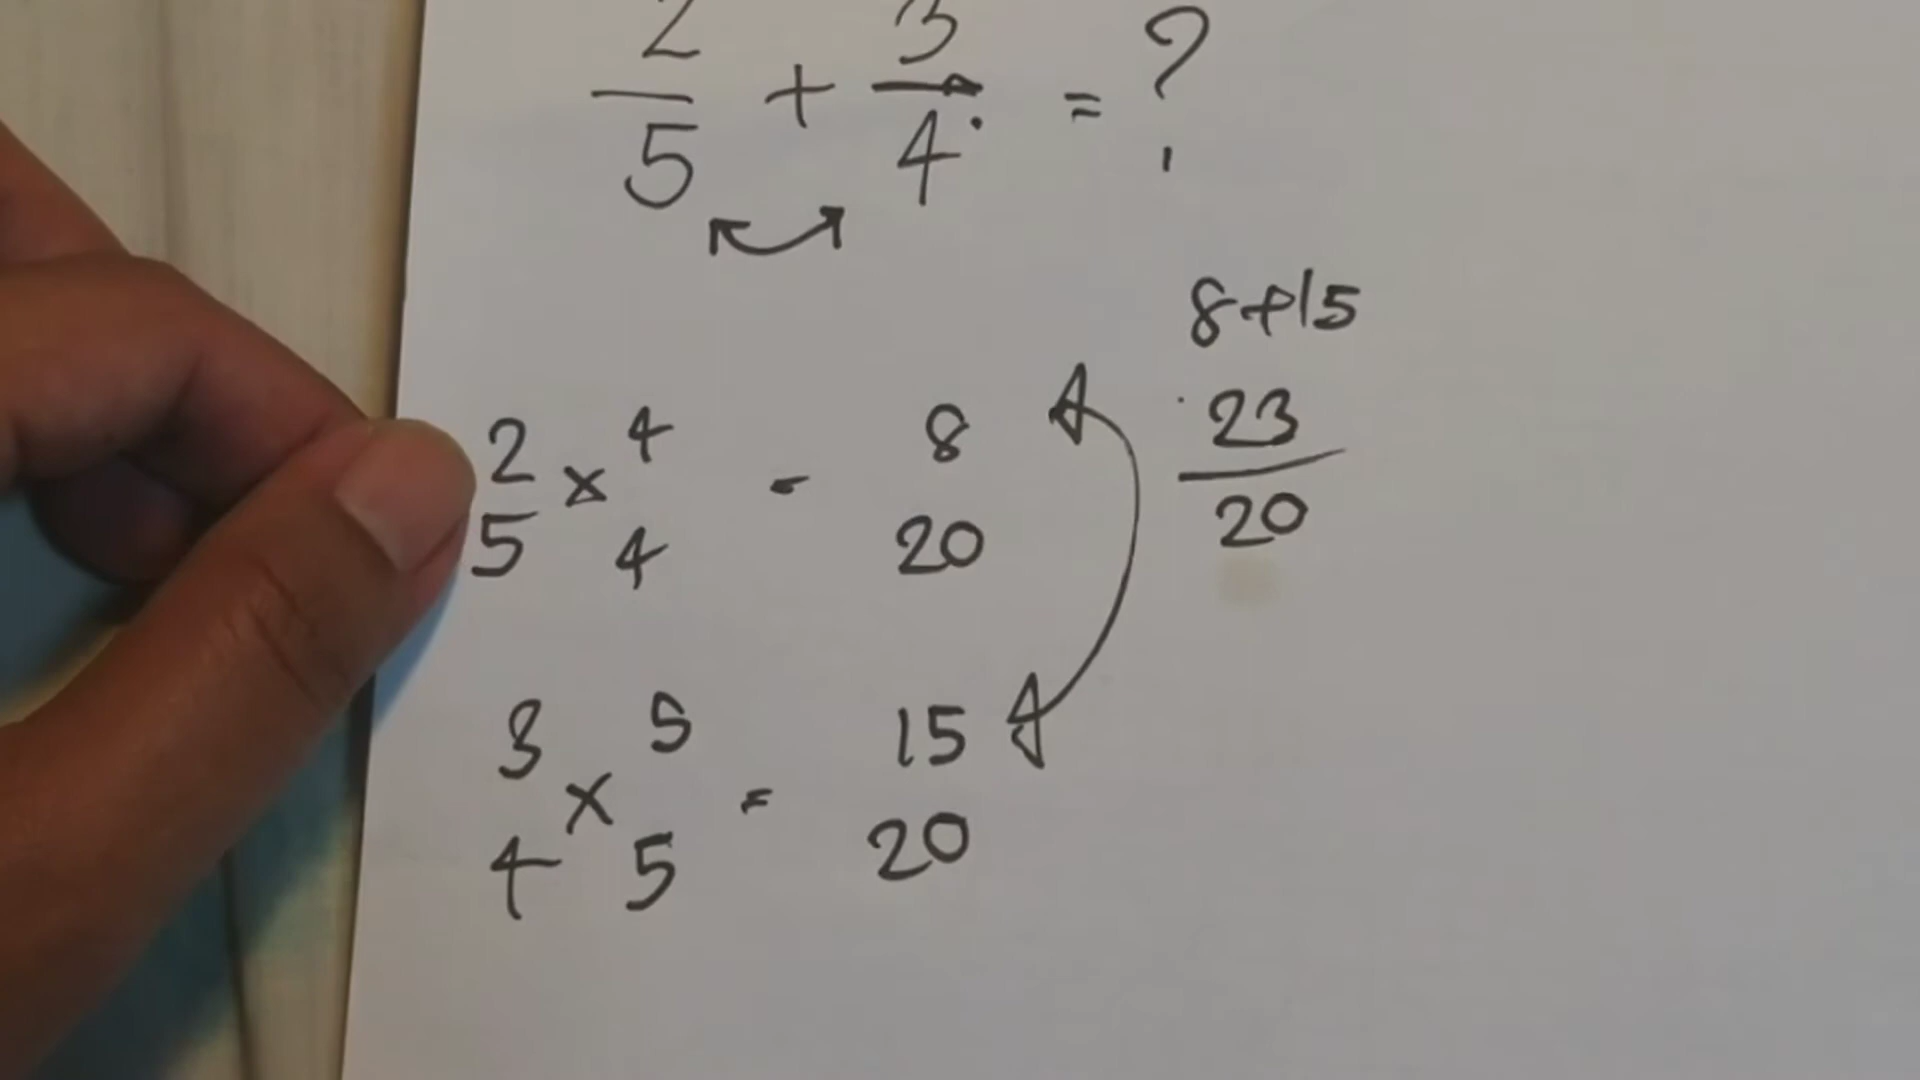 2/5 + 3/4 = ?
8+15
23/20
2/5 × 4/4 = 8/20
3/4 × 5/5 = 15/20